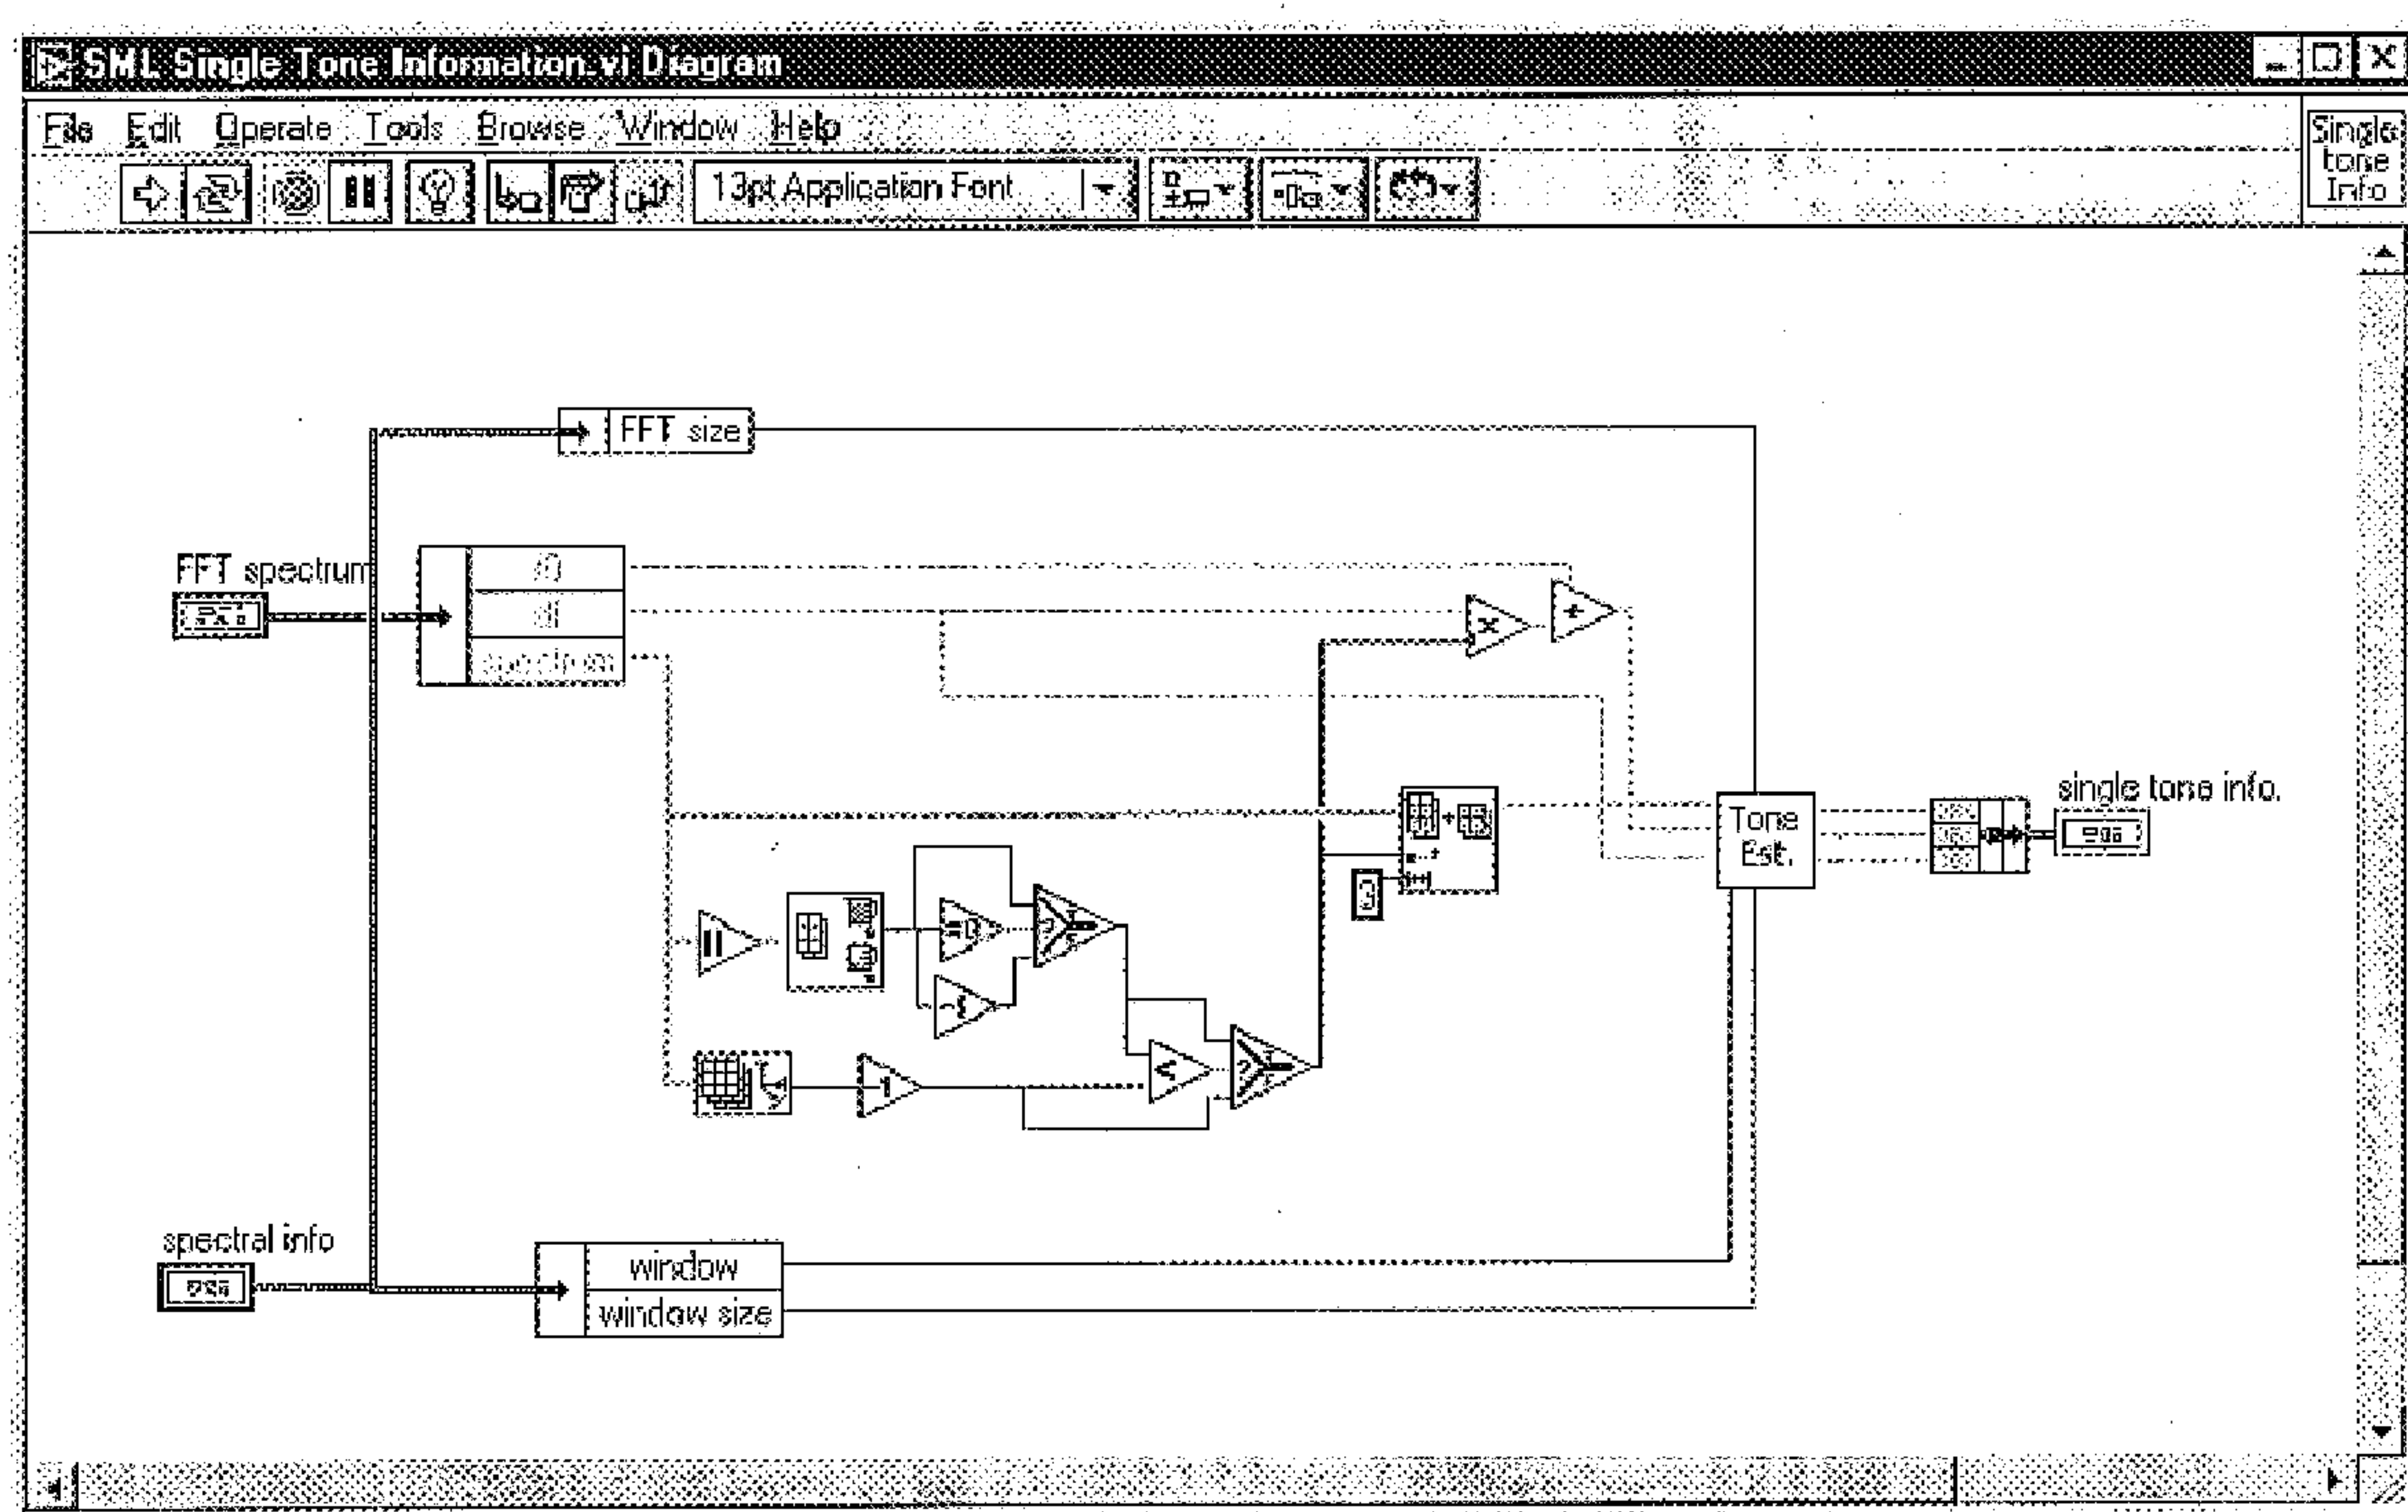 SML Single Tone Information.vi Diagram
File Edit Operate Tools Browse Window Help
Single
tone
Info
13pt Application Font
FFT size
FFT spectrum
f0
df
spectrum
single tone info.
Tone
Est.
3
spectral info
window
window size